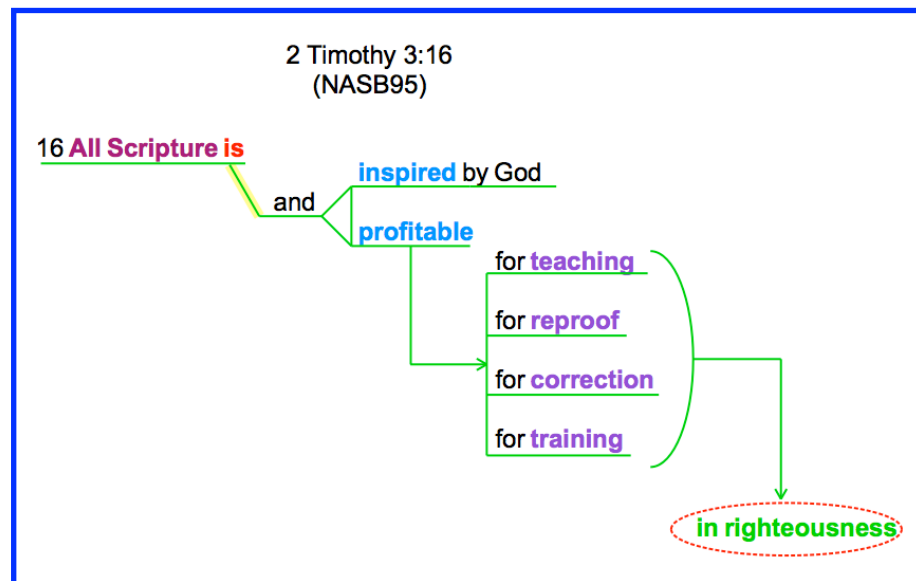 2 Timothy 3:16
(NASB95)
16 All Scripture is
and
inspired by God
profitable
for teaching
for reproof
for correction
for training
in righteousness